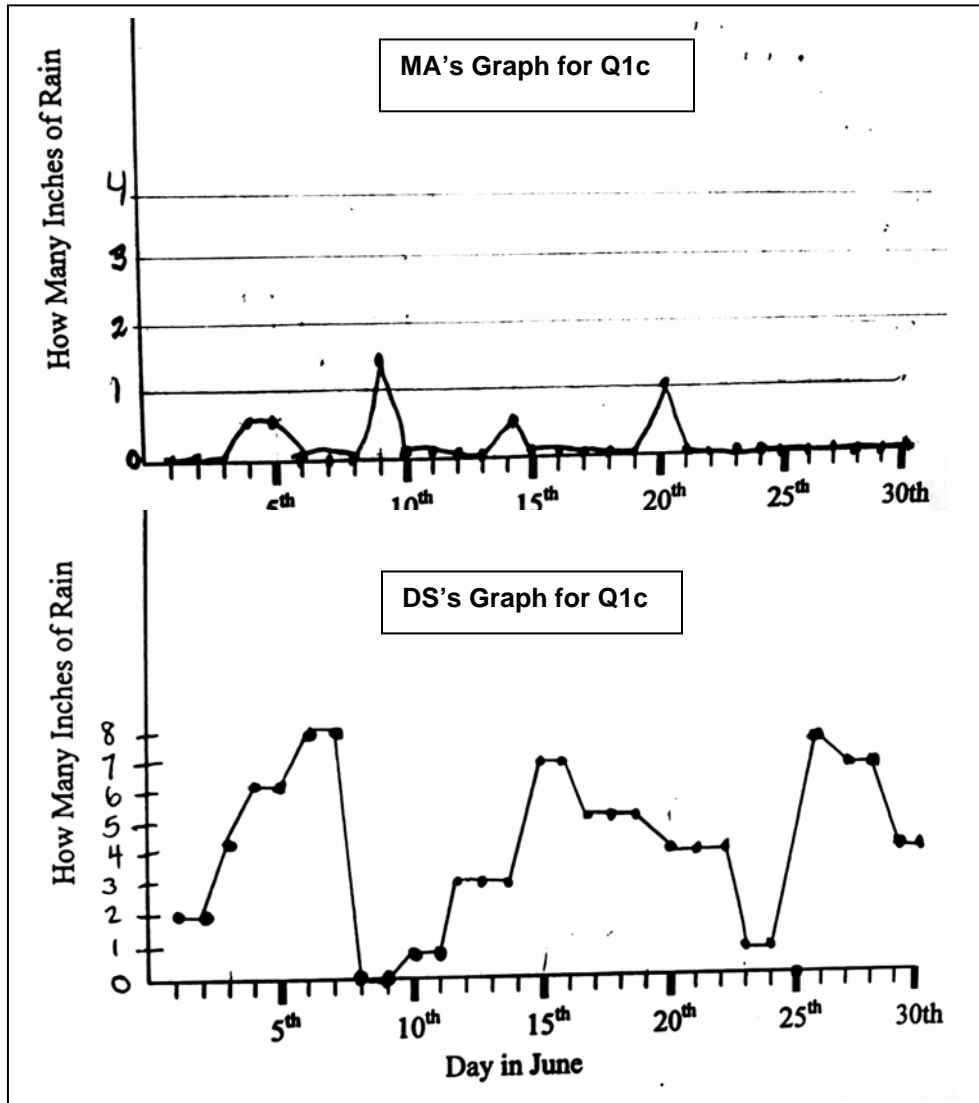 MA's Graph for Q1c
How Many Inches of Rain
4
3
2
1
0
5th 10th 15th 20th 25th 30th
DS's Graph for Q1c
How Many Inches of Rain
8
7
6
5
4
3
2
1
0
5th 10th 15th 20th 25th 30th
Day in June